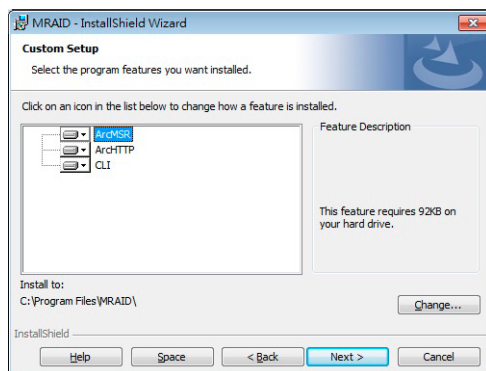 MRAID - InstallShield Wizard
Custom Setup
Select the program features you want installed.
Click on an icon in the list below to change how a feature is installed.
ArcMSR
ArcHTTP
CLI
Feature Description
This feature requires 92KB on
your hard drive.
Install to:
C:\Program Files\MRAID\
Change...
InstallShield
Help
Space
< Back
Next >
Cancel